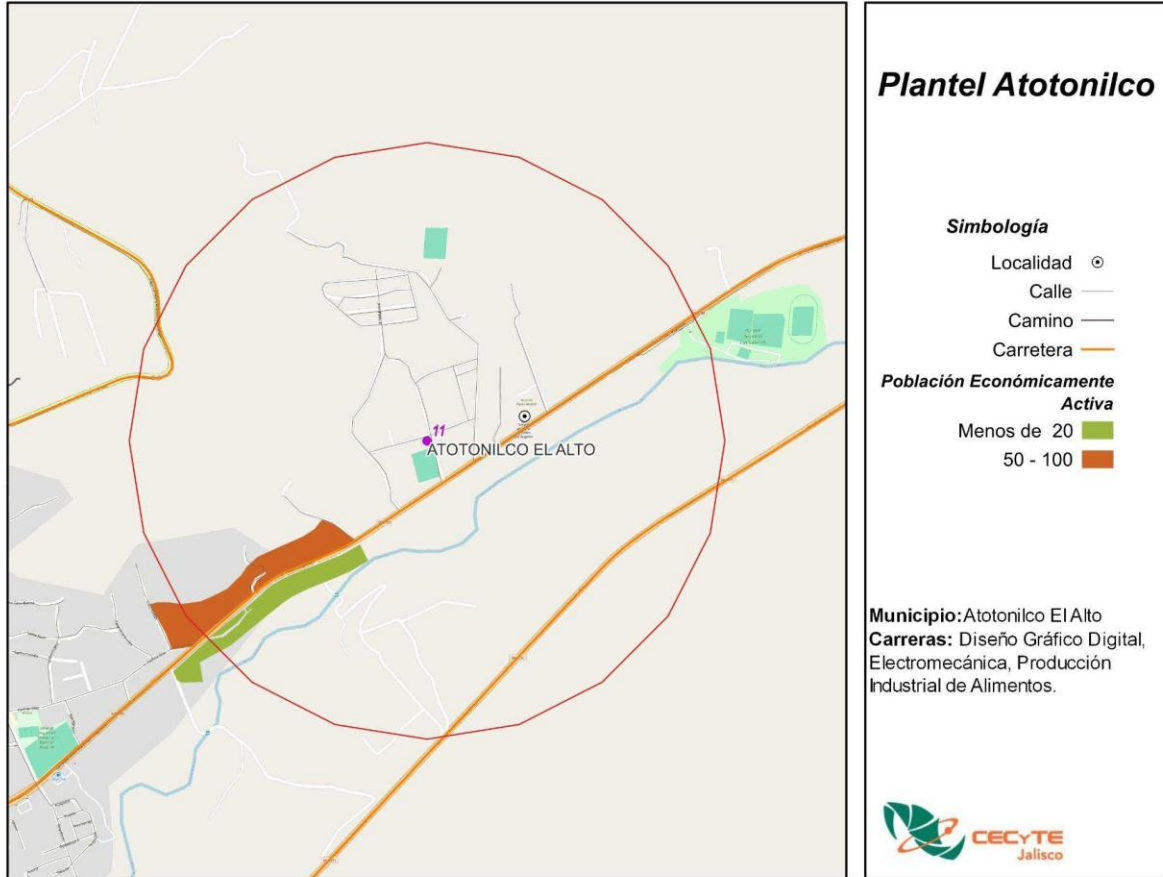 11
ATOTONILCO EL ALTO
Plantel Atotonilco
Simbología
Localidad
Calle
Camino
Carretera
Población Económicamente
Activa
Menos de 20
50 - 100
Municipio: Atotonilco El Alto
Carreras: Diseño Gráfico Digital,
Electromecánica, Producción
Industrial de Alimentos.
CECyTE
Jalisco